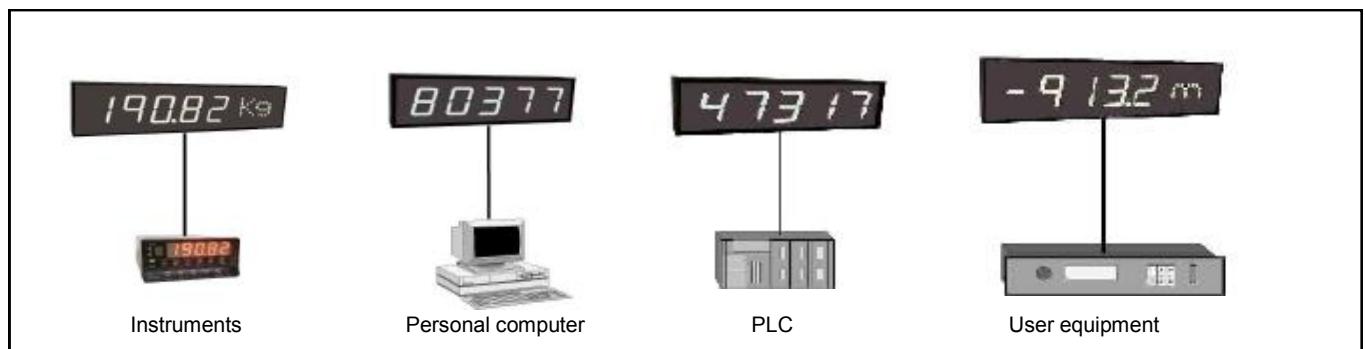 190.82 Kg
80377
47317
-913.2 m
190.82
Instruments
Personal computer
PLC
User equipment